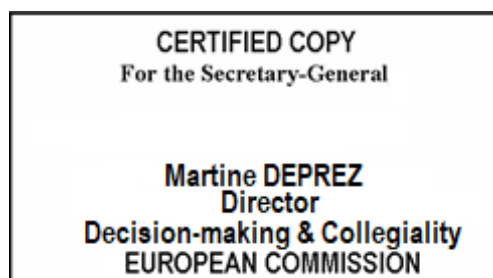 CERTIFIED COPY
For the Secretary-General
Martine DEPREZ
Director
Decision-making & Collegiality
EUROPEAN COMMISSION